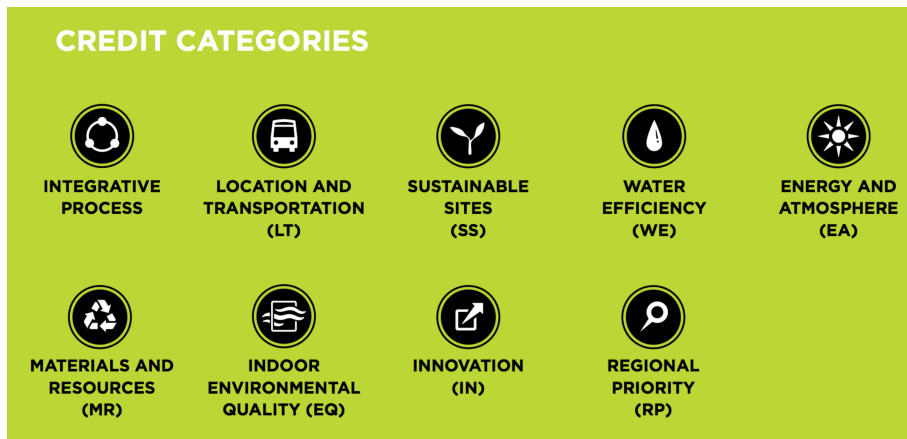 CREDIT CATEGORIES
INTEGRATIVE
PROCESS
LOCATION AND
TRANSPORTATION
(LT)
SUSTAINABLE
SITES
(SS)
WATER
EFFICIENCY
(WE)
ENERGY AND
ATMOSPHERE
(EA)
MATERIALS AND
RESOURCES
(MR)
INDOOR
ENVIRONMENTAL
QUALITY (EQ)
INNOVATION
(IN)
REGIONAL
PRIORITY
(RP)